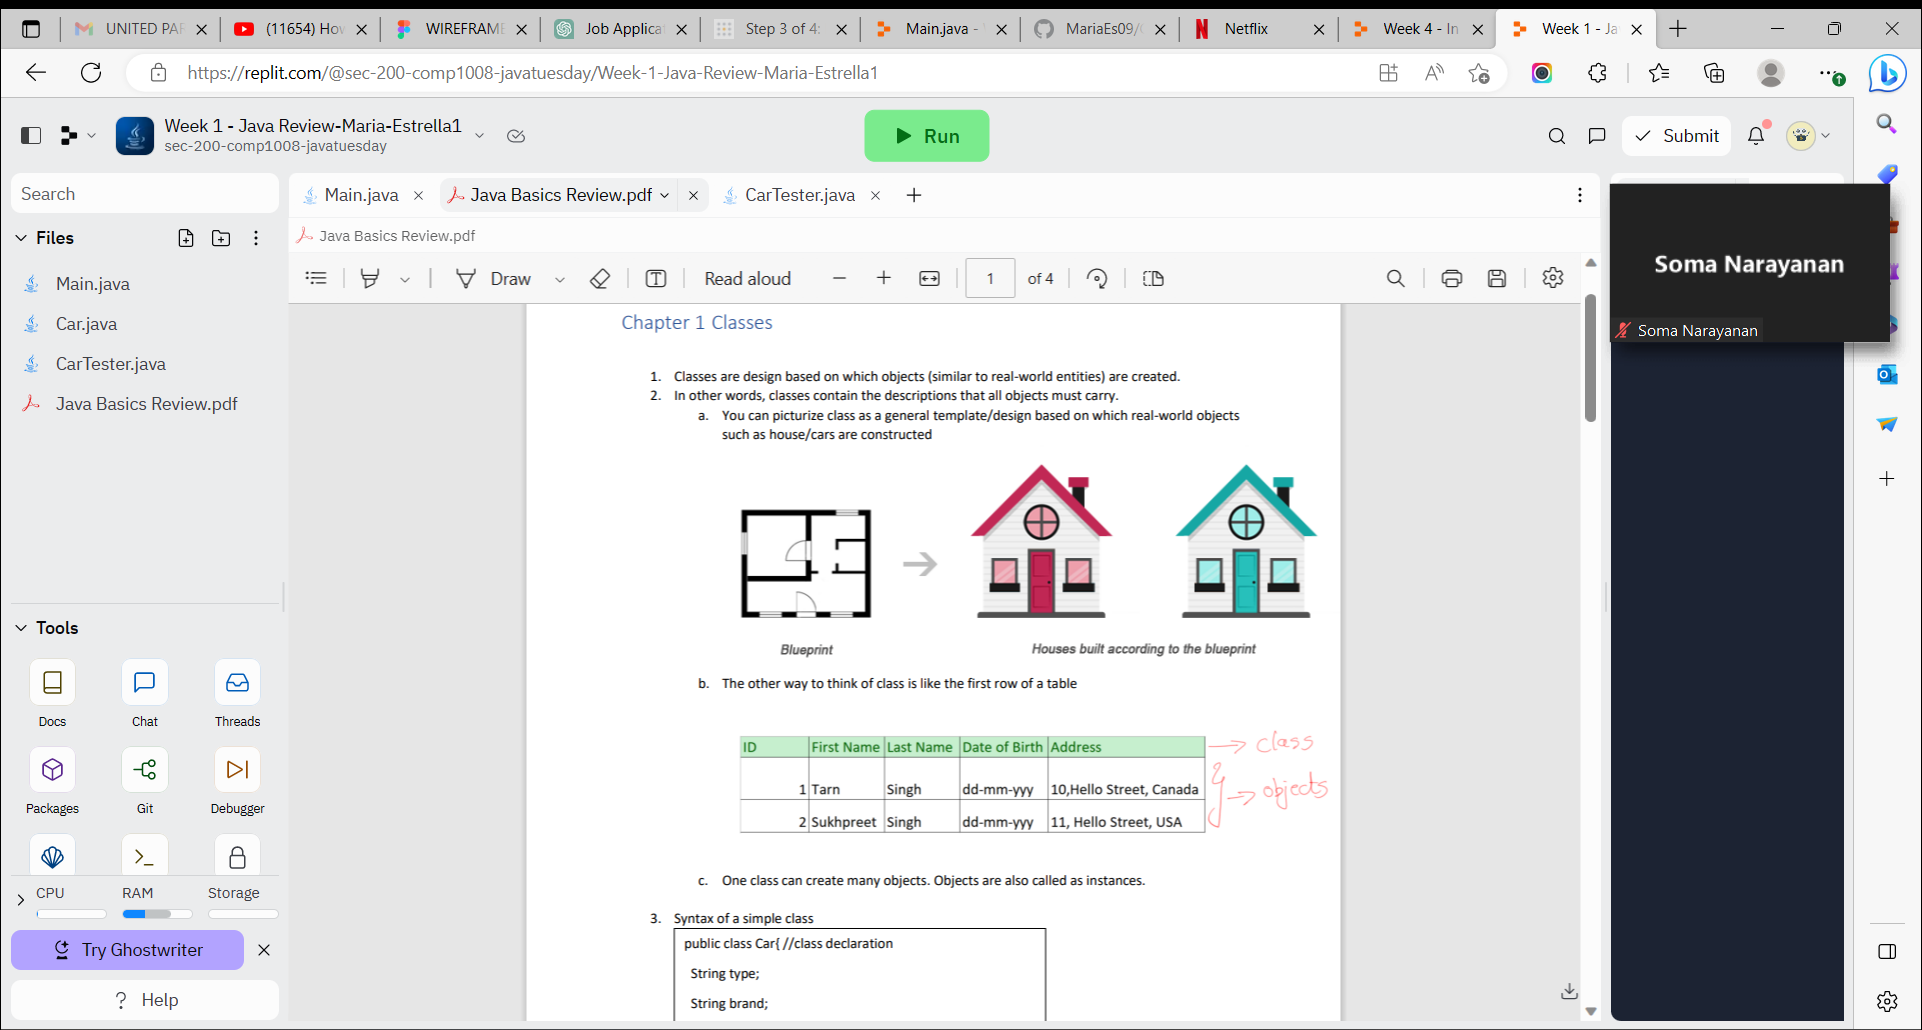 UNITED PAR
(11654) How
WIREFRAME
Job Applica
Step 3 of 4:
Main.java -
MariaEs09/
Netflix
Week 4 - In
Week 1 - Ja
https://replit.com/@sec-200-comp1008-javatuesday/Week-1-Java-Review-Maria-Estrella1
Week 1 - Java Review-Maria-Estrella1
sec-200-comp1008-javatuesday
Run
Submit
Search
Main.java
Java Basics Review.pdf
CarTester.java
Files
Java Basics Review.pdf
Main.java
Car.java
CarTester.java
Java Basics Review.pdf
Draw
Read aloud
1
of 4
Soma Narayanan
Soma Narayanan
Chapter 1 Classes
1. Classes are design based on which objects (similar to real-world entities) are created.
2. In other words, classes contain the descriptions that all objects must carry.
a. You can picturize class as a general template/design based on which real-world objects
such as house/cars are constructed
Blueprint
Houses built according to the blueprint
b. The other way to think of class is like the first row of a table
ID First Name Last Name Date of Birth Address
1 Tarn Singh dd-mm-yyy 10,Hello Street, Canada
2 Sukhpreet Singh dd-mm-yyy 11, Hello Street, USA
class
objects
c. One class can create many objects. Objects are also called as instances.
3. Syntax of a simple class
public class Car{ //class declaration
String type;
String brand;
Tools
Docs
Chat
Threads
Packages
Git
Debugger
CPU
RAM
Storage
Try Ghostwriter
? Help